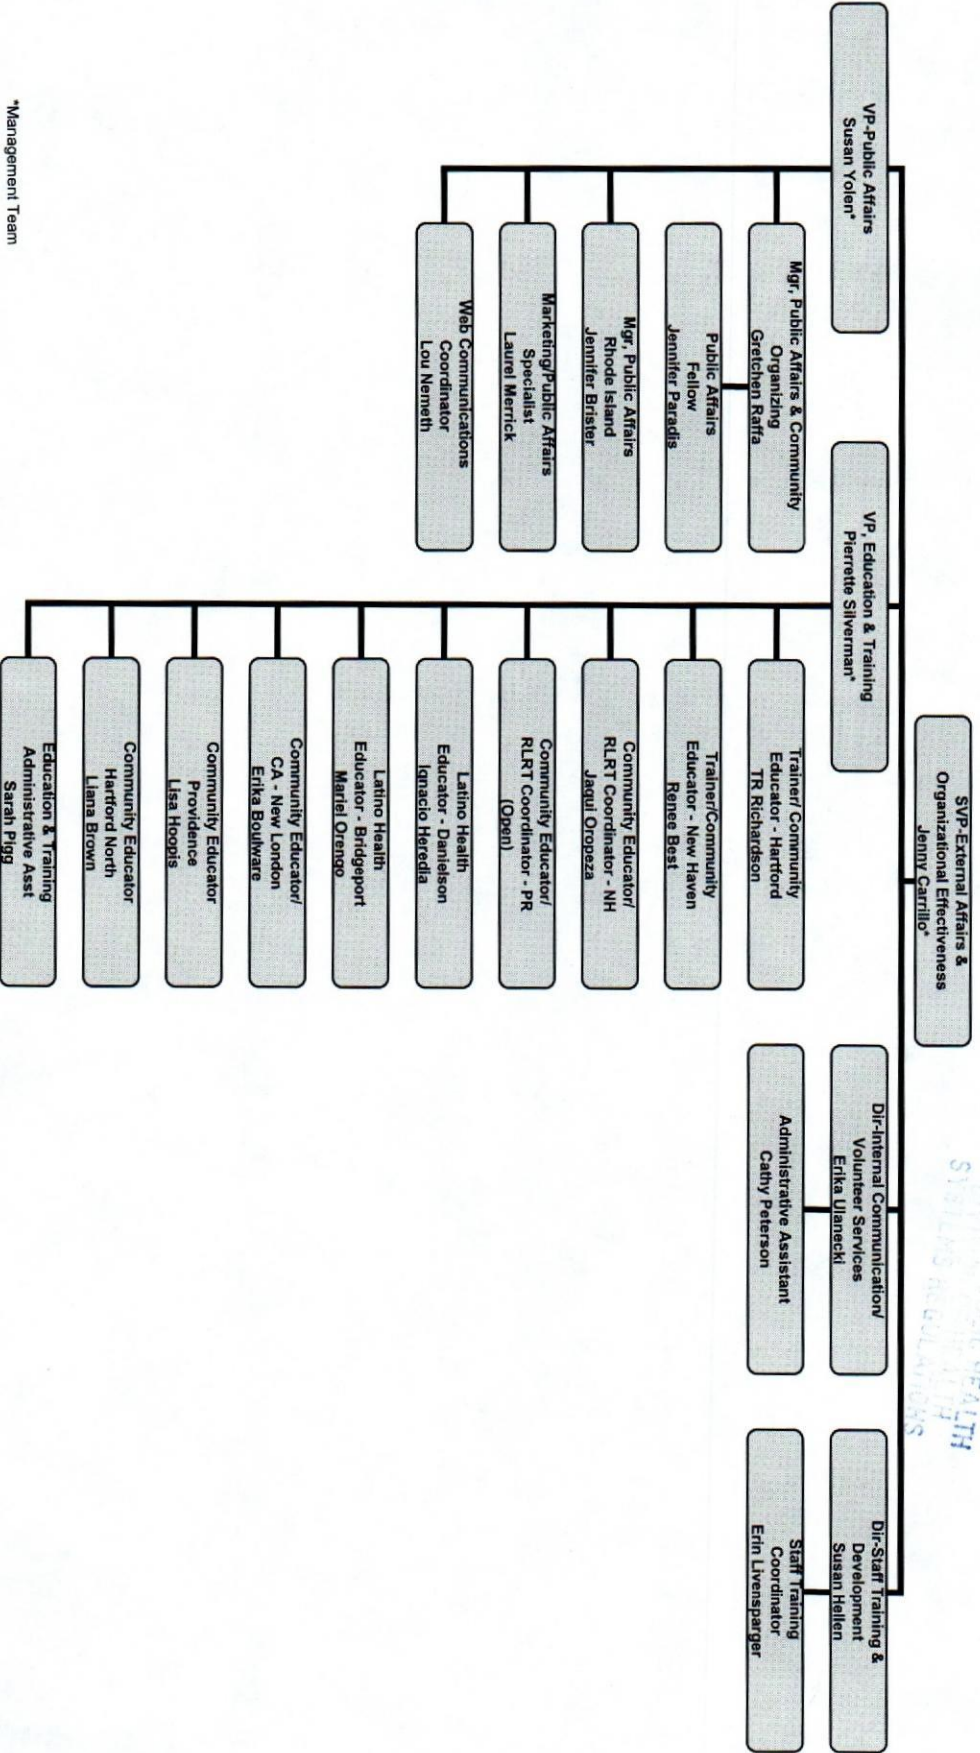 SVP-External Affairs &
Organizational Effectiveness
Jenny Carrillo*
VP-Public Affairs
Susan Yolen*
Mgr, Public Affairs & Community
Organizing
Gretchen Raffa
Public Affairs
Fellow
Jennifer Paradis
Mgr, Public Affairs
Rhode Island
Jennifer Brister
Marketing/Public Affairs
Specialist
Laurel Merrick
Web Communications
Coordinator
Lou Nemeth
VP, Education & Training
Pierrette Silverman*
Trainer/ Community
Educator - Hartford
TR Richardson
Trainer/Community
Educator - New Haven
Renee Best
Community Educator/
RLRT Coordinator - NH
Jaqui Oropeza
Community Educator/
RLRT Coordinator - PR
(Open)
Latino Health
Educator - Danielson
Ignacio Heredia
Latino Health
Educator - Bridgeport
Mariel Orengo
Community Educator/
CA - New London
Erika Boulware
Community Educator
Providence
Lisa Hoopis
Community Educator
Hartford North
Liana Brown
Education & Training
Administrative Asst
Sarah Pigg
Dir-Internal Communication/
Volunteer Services
Erika Ulanecki
Administrative Assistant
Cathy Peterson
Dir-Staff Training &
Development
Susan Hellen
Staff Training
Coordinator
Erin Livensparger
*Management Team
HEALTH
SYSTEMS REGULATIONS